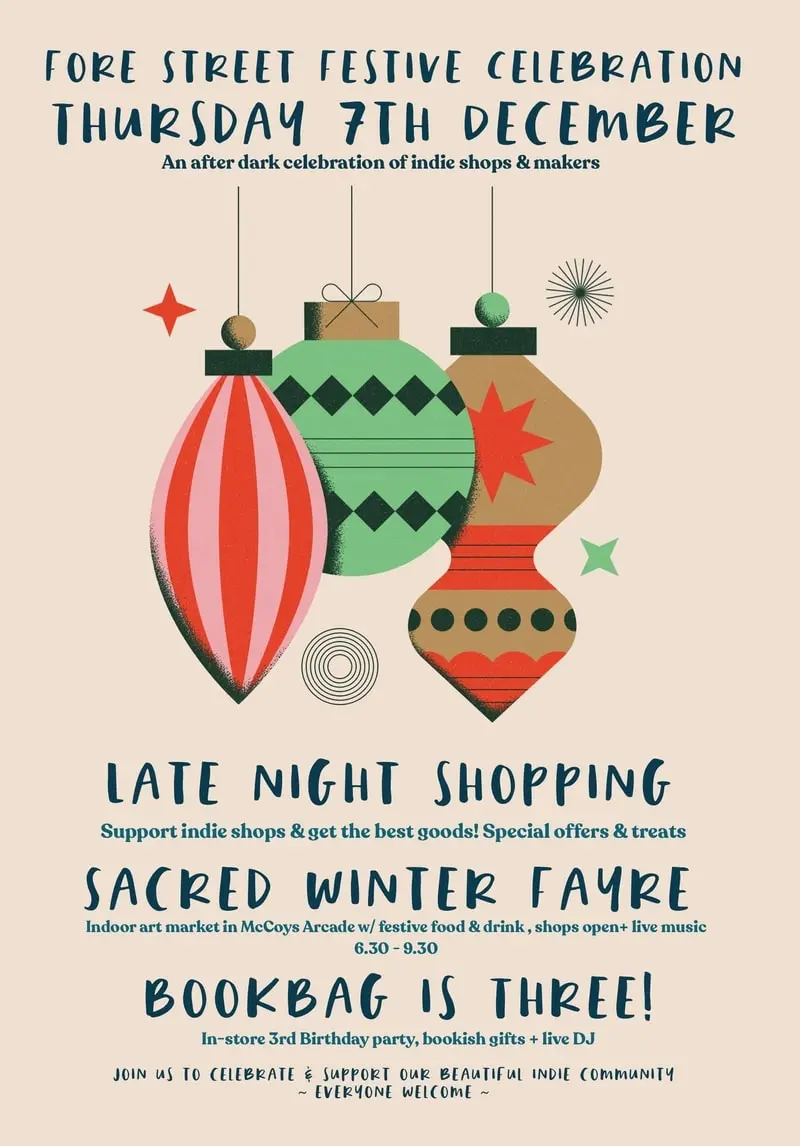 FORE STREET FESTIVE CELEBRATION
THURSDAY 7TH DECEMBER
An after dark celebration of indie shops & makers
LATE NIGHT SHOPPING
Support indie shops & get the best goods! Special offers & treats
SACRED WINTER FAYRE
Indoor art market in McCoys Arcade w/ festive food & drink , shops open+ live music
6.30 - 9.30
BOOKBAG IS THREE!
In-store 3rd Birthday party, bookish gifts + live DJ
JOIN US TO CELEBRATE & SUPPORT OUR BEAUTIFUL INDIE COMMUNITY
~ EVERYONE WELCOME ~